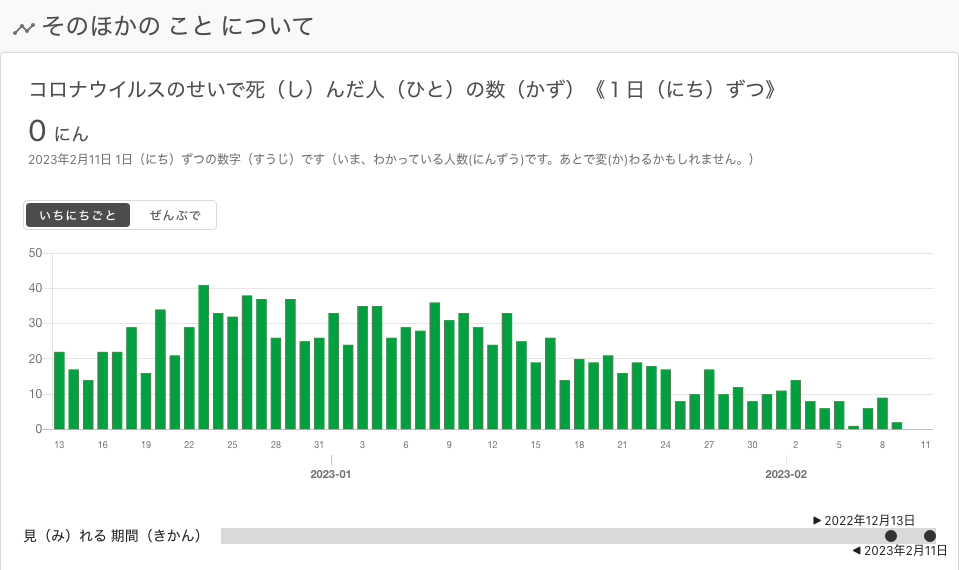 そのほかの こと について
コロナウイルスのせいで死（し）んだ人（ひと）の数（かず）《１日（にち）ずつ》
0 にん
2023年2月11日 1日（にち）ずつの数字（すうじ）です（いま、わかっている人数(にんずう)です。あとで変(か)わるかもしれません。）
いちにちごと ぜんぶで
50
40
30
20
10
0
13 16 19 22 25 28 31 3 6 9 12 15 18 21 24 27 30 2 5 8 11
2023-01 2023-02
▶ 2022年12月13日
見（み）れる 期間（きかん）
◀ 2023年2月11日